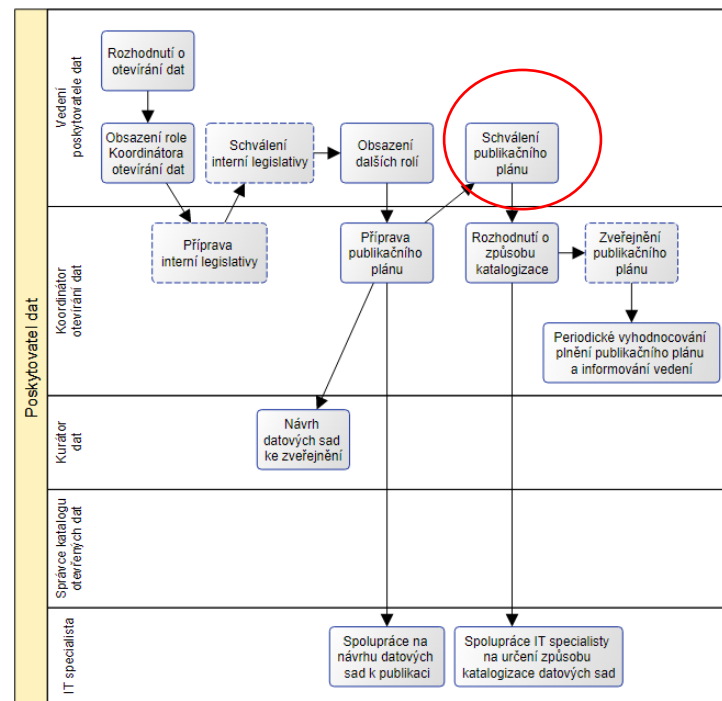 Poskytovatel dat
Vedení
poskytovatele dat
Rozhodnutí o
otevírání dat
Obsazení role
Koordinátora
otevírání dat
Schválení
interní legislativy
Obsazení
dalších rolí
Schválení
publikačního
plánu
Koordinátor
otevírání dat
Příprava
interní legislativy
Příprava
publikačního
plánu
Rozhodnutí o
způsobu
katalogizace
Zveřejnění
publikačního
plánu
Periodické vyhodnocování
plnění publikačního plánu
a informování vedení
Kurátor
dat
Návrh
datových sad
ke zveřejnění
Správce katalogu
otevřených dat
IT specialista
Spolupráce na
návrhu datových
sad k publikaci
Spolupráce IT specialisty
na určení způsobu
katalogizace datových sad